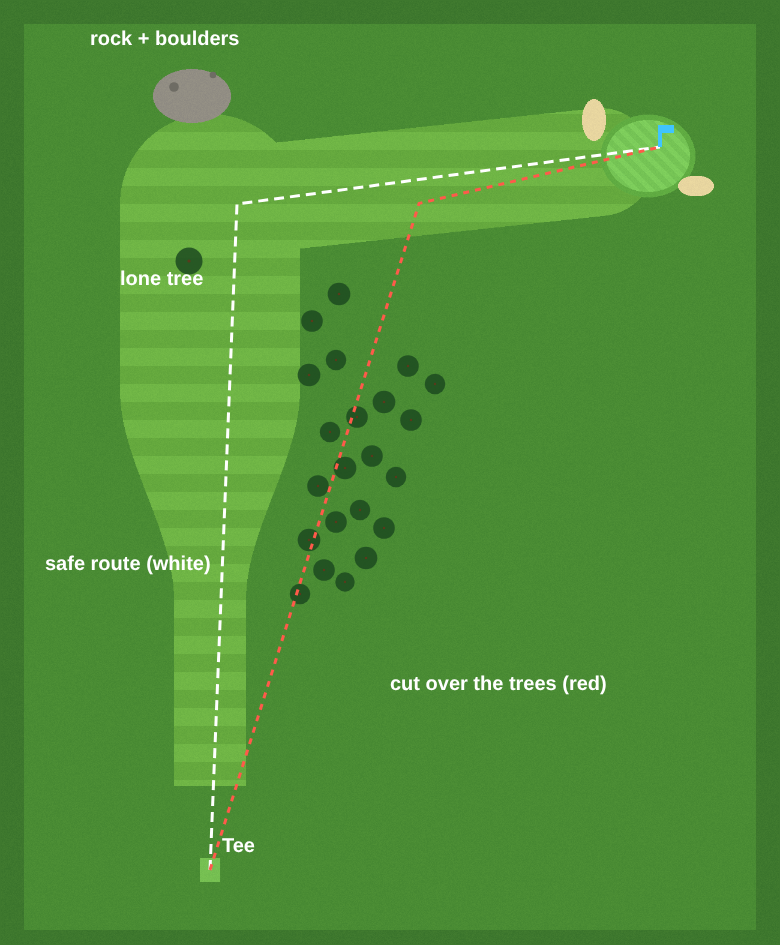 rock + boulders
lone tree
safe route (white)
cut over the trees (red)
Tee